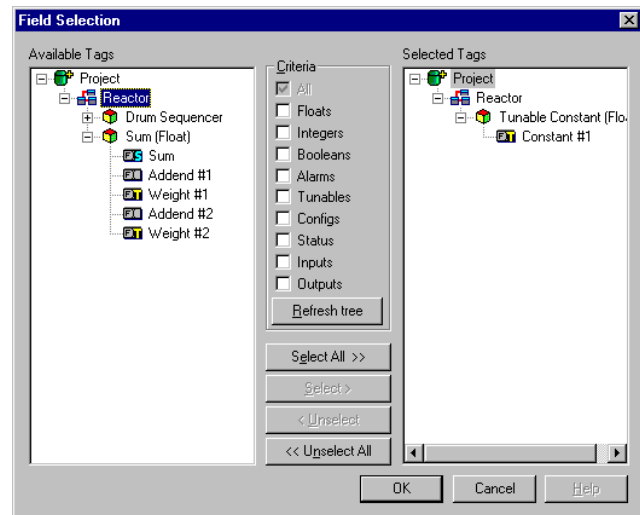 Field Selection
Available Tags
Project
Reactor
Drum Sequencer
Sum (Float)
Sum
Addend #1
Weight #1
Addend #2
Weight #2
Criteria
All
Floats
Integers
Booleans
Alarms
Tunables
Configs
Status
Inputs
Outputs
Refresh tree
Select All >>
Select >
< Unselect
<< Unselect All
Selected Tags
Project
Reactor
Tunable Constant (Flo
Constant #1
OK
Cancel
Help